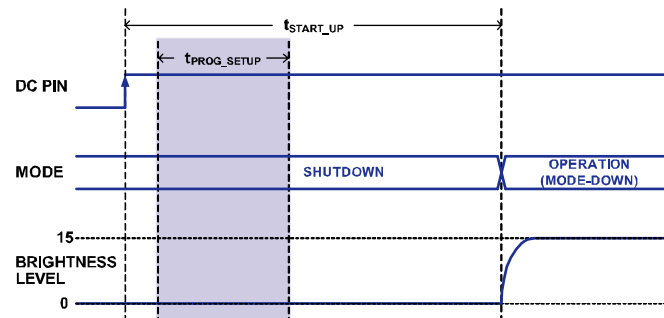 tSTART_UP
tPROG_SETUP
DC PIN
MODE
SHUTDOWN
OPERATION
(MODE-DOWN)
15
BRIGHTNESS
LEVEL
0